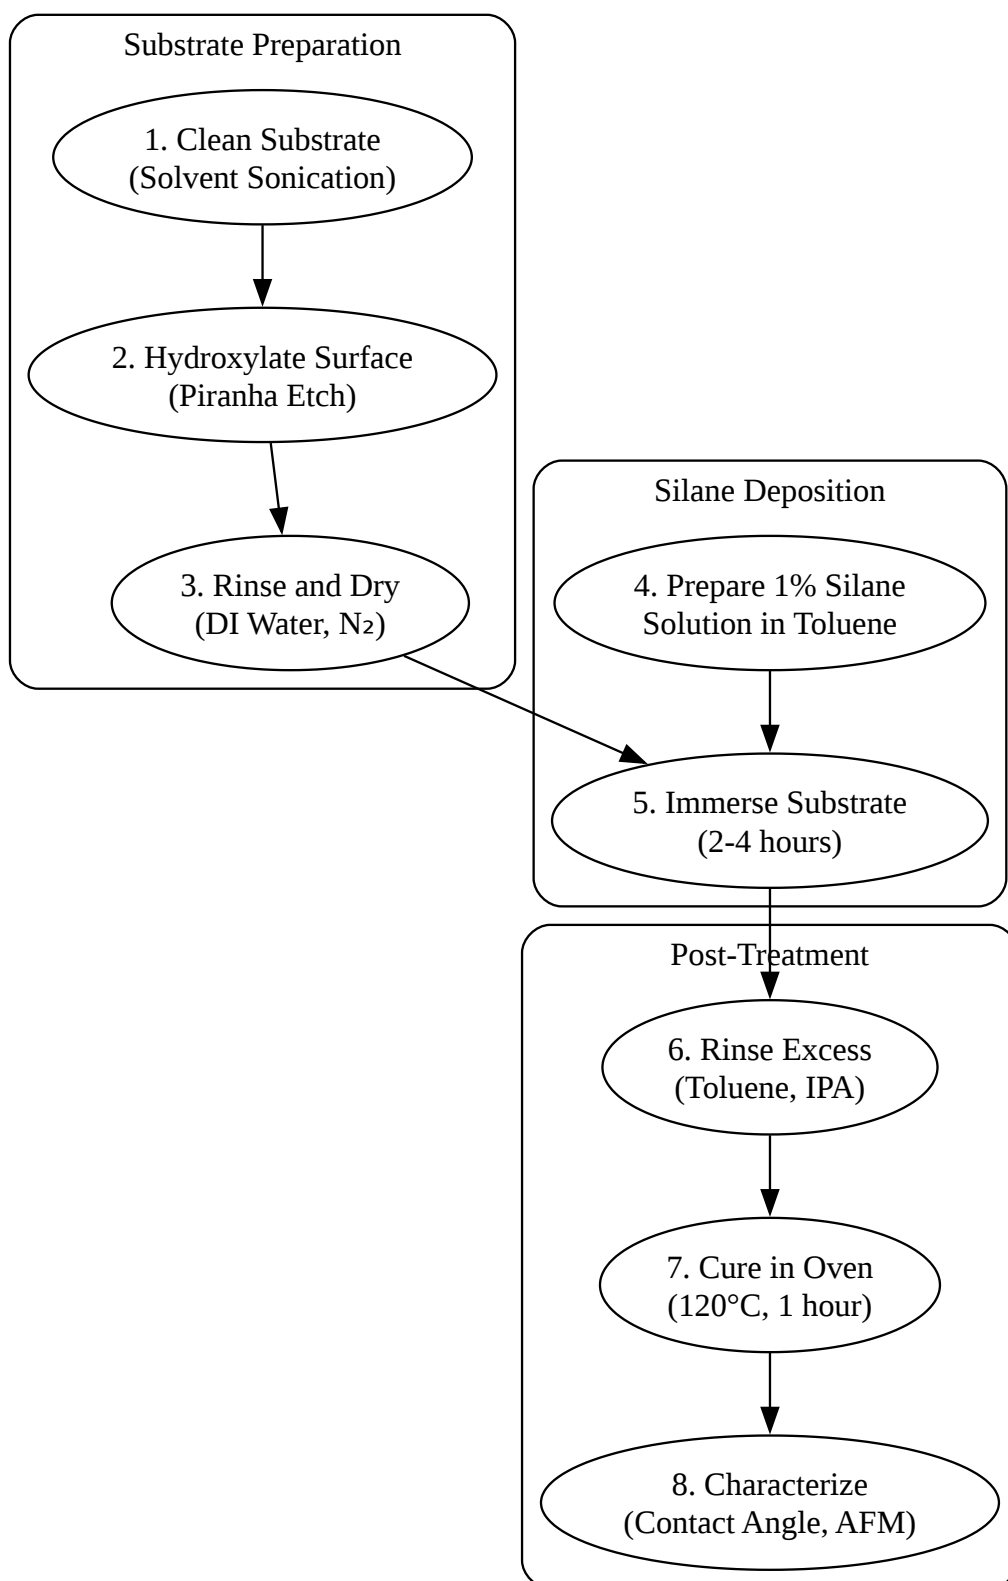 Substrate Preparation
1. Clean Substrate
(Solvent Sonication)
2. Hydroxylate Surface
(Piranha Etch)
3. Rinse and Dry
(DI Water, N₂)
Silane Deposition
4. Prepare 1% Silane
Solution in Toluene
5. Immerse Substrate
(2-4 hours)
Post-Treatment
6. Rinse Excess
(Toluene, IPA)
7. Cure in Oven
(120°C, 1 hour)
8. Characterize
(Contact Angle, AFM)